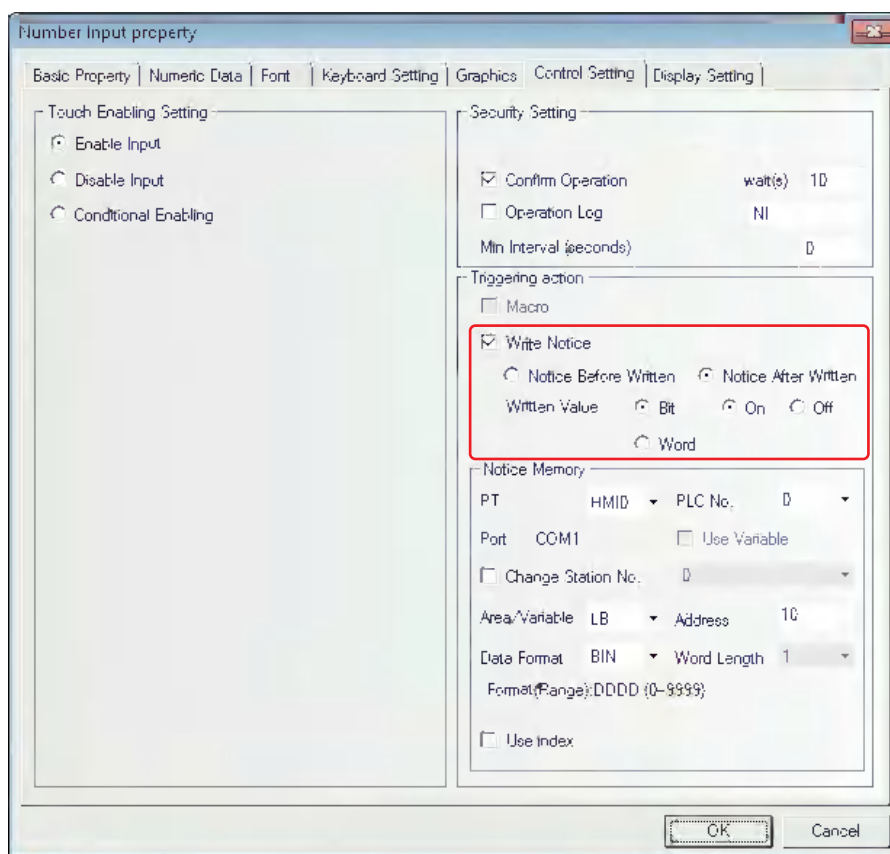 Number Input property
Basic Property Numeric Data Font Keyboard Setting Graphics Control Setting Display Setting
Touch Enabling Setting
Enable Input
Disable Input
Conditional Enabling
Security Setting
Confirm Operation wait(s) 10
Operation Log NI
Min Interval (seconds) 0
Triggering action
Macro
Write Notice
Notice Before Written Notice After Written
Written Value Bit On Off
Word
Notice Memory
PT HMI0 PLC No. 0
Port COM1 Use Variable
Change Station No. 0
Area/Variable LB Address 10
Data Format BIN Word Length 1
Format(Range):DDDD (0-9999)
Use Index
OK Cancel